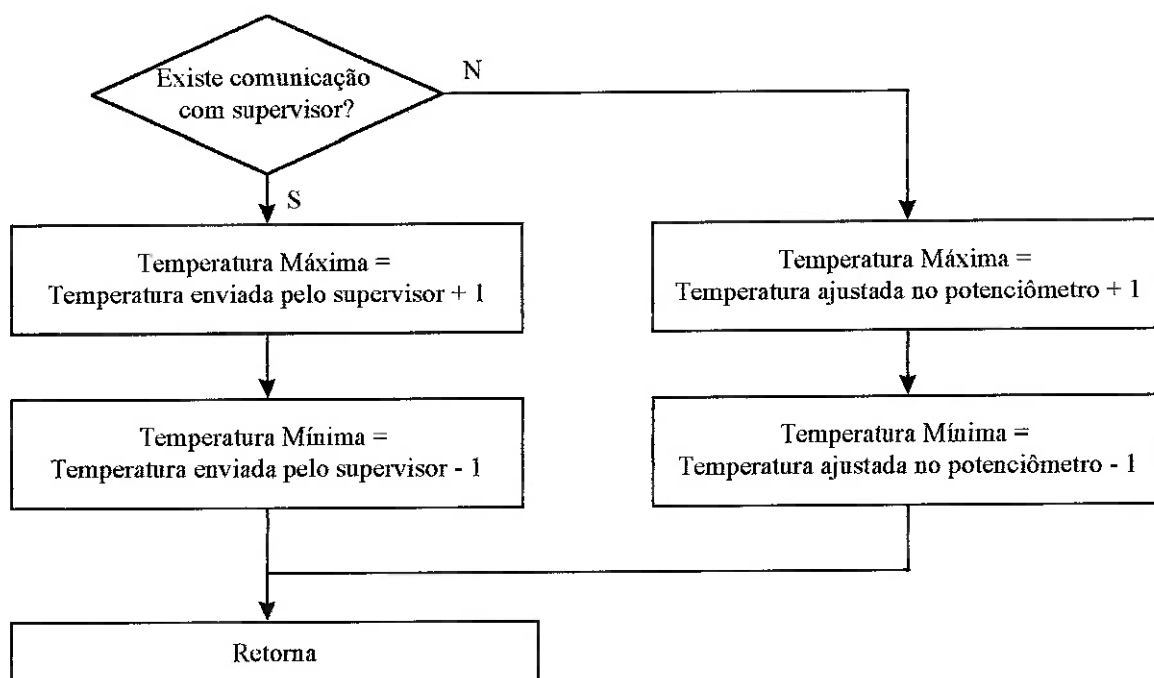 Existe comunicação
com supervisor?
N
S
Temperatura Máxima =
Temperatura enviada pelo supervisor + 1
Temperatura Máxima =
Temperatura ajustada no potenciômetro + 1
Temperatura Mínima =
Temperatura enviada pelo supervisor - 1
Temperatura Mínima =
Temperatura ajustada no potenciômetro - 1
Retorna